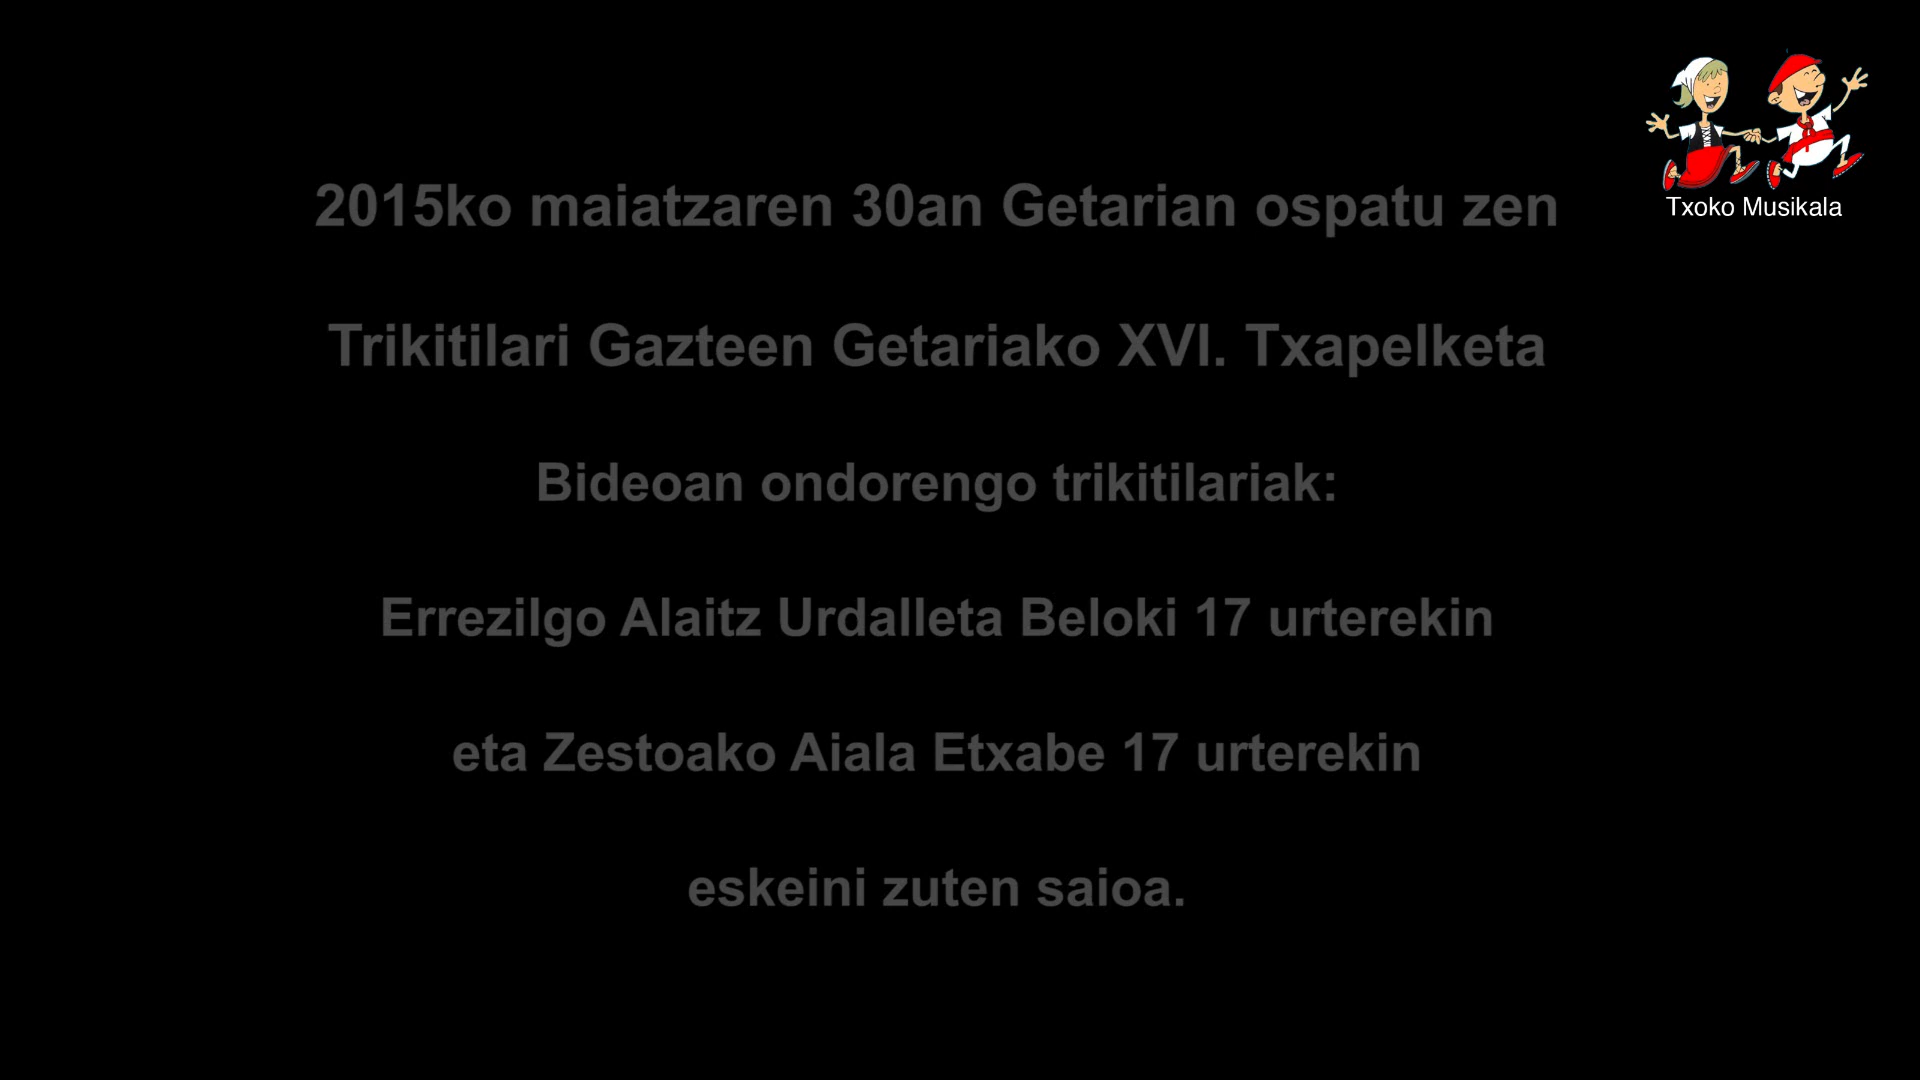 Txoko Musikala
2015ko maiatzaren 30an Getarian ospatu zen
Trikitilari Gazteen Getariako XVI. Txapelketa
Bideoan ondorengo trikitilariak:
Errezilgo Alaitz Urdalleta Beloki 17 urterekin
eta Zestoako Aiala Etxabe 17 urterekin
eskeini zuten saioa.